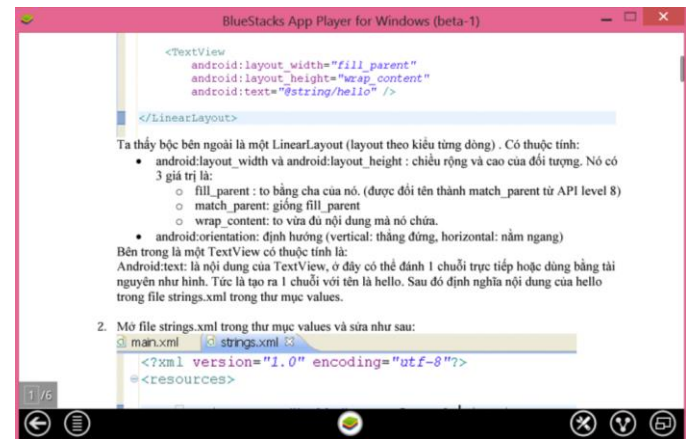 BlueStacks App Player for Windows (beta-1)
<TextView
android:layout_width="fill_parent"
android:layout_height="wrap_content"
android:text="@string/hello" />
</LinearLayout>
Ta thấy bộc bên ngoài là một LinearLayout (layout theo kiểu từng dòng) . Có thuộc tính:
• android:layout_width và android:layout_height : chiều rộng và cao của đối tượng. Nó có
3 giá trị là:
○ fill_parent : to bằng cha của nó. (được đổi tên thành match_parent từ API level 8)
○ match_parent: giống fill_parent
○ wrap_content: to vừa đủ nội dung mà nó chứa.
• android:orientation: định hướng (vertical: thẳng đứng, horizontal: nằm ngang)
Bên trong là một TextView có thuộc tính là:
Android:text: là nội dung của TextView, ở đây có thể đánh 1 chuỗi trực tiếp hoặc dùng bằng tài
nguyên như hình. Tức là tạo ra 1 chuỗi với tên là hello. Sau đó định nghĩa nội dung của hello
trong file strings.xml trong thư mục values.
2. Mở file strings.xml trong thư mục values và sửa như sau:
main.xml strings.xml
<?xml version="1.0" encoding="utf-8"?>
<resources>
1 /6